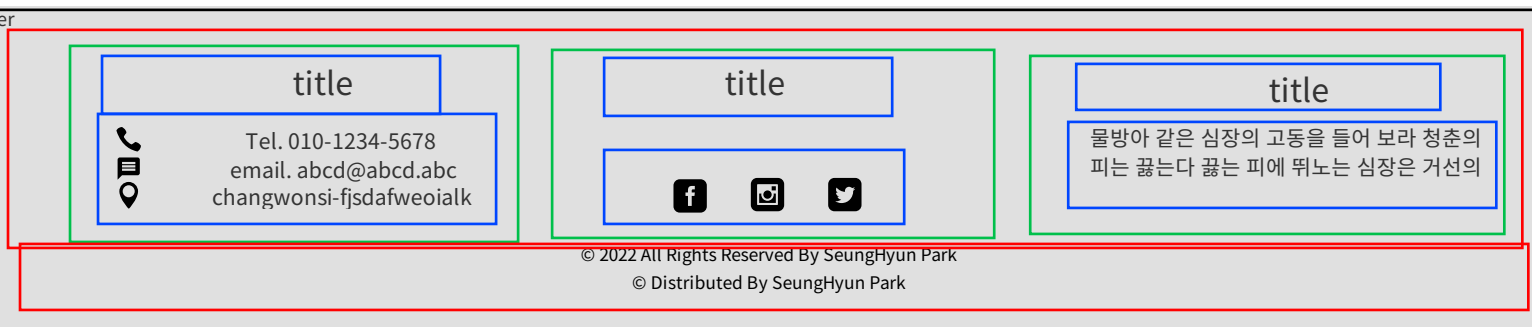 er
title
Tel. 010-1234-5678
email. abcd@abcd.abc
changwonsi-fjsdafweoialk
title
title
물방아 같은 심장의 고동을 들어 보라 청춘의
피는 끓는다 끓는 피에 뛰노는 심장은 거선의
© 2022 All Rights Reserved By SeungHyun Park
© Distributed By SeungHyun Park